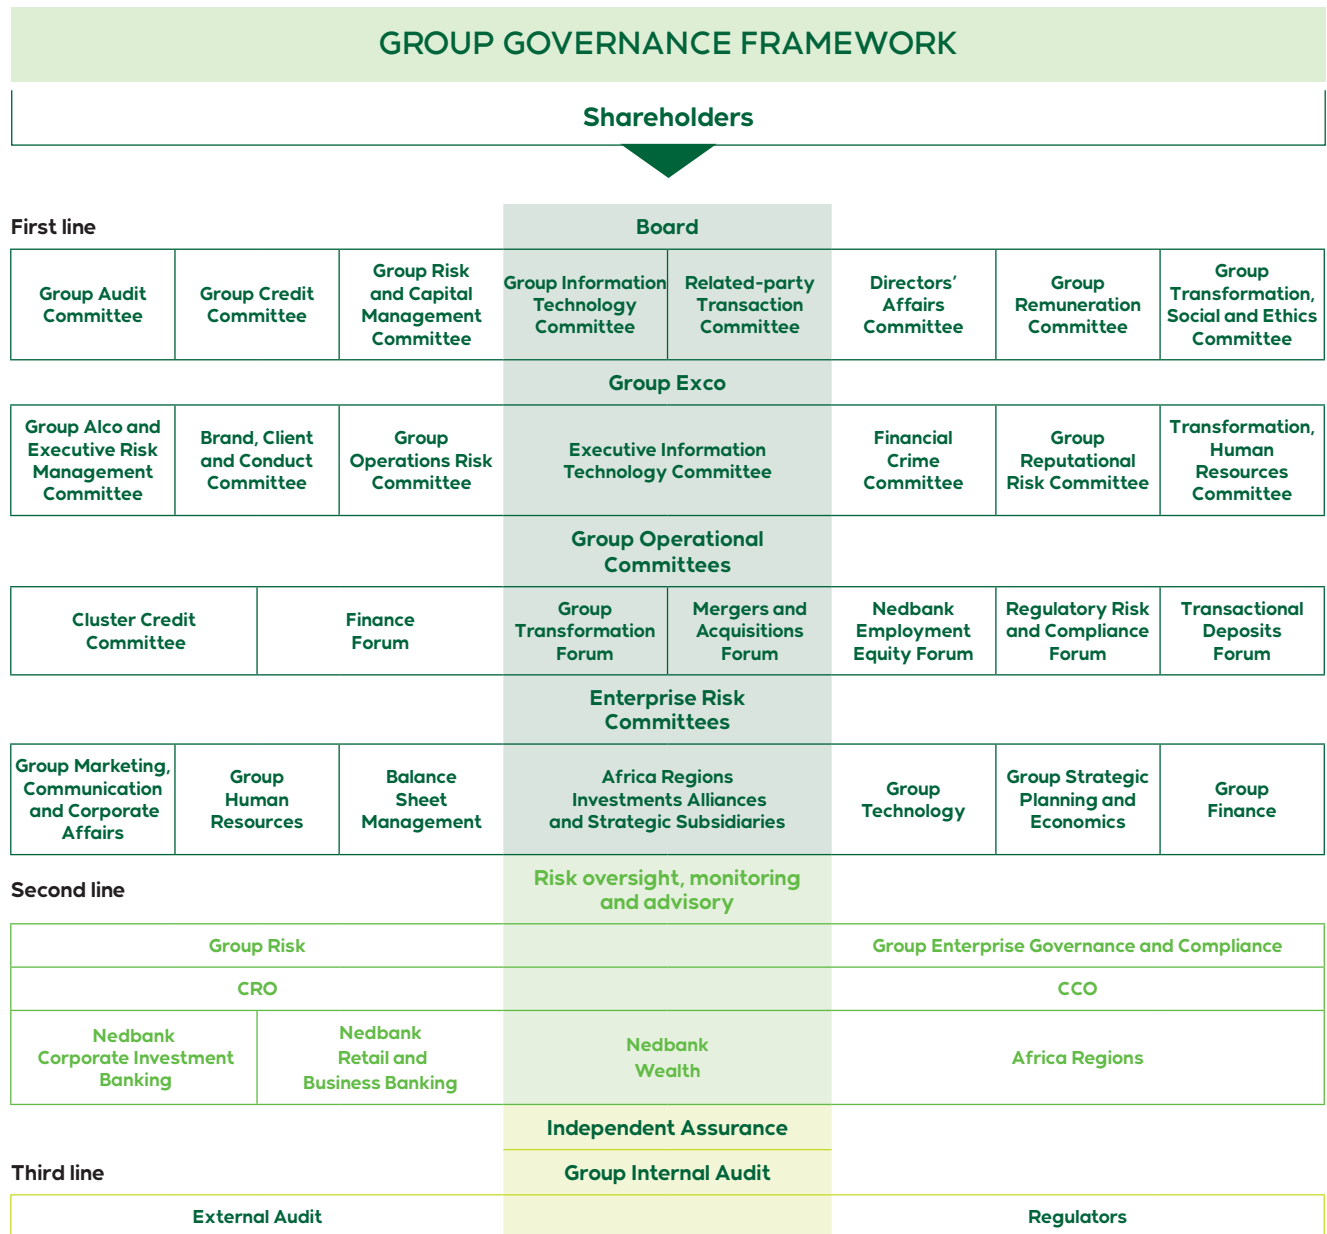 GROUP GOVERNANCE FRAMEWORK
Shareholders
First line
Board
Group Audit
Committee
Group Credit
Committee
Group Risk
and Capital
Management
Committee
Group Information
Technology
Committee
Related-party
Transaction
Committee
Directors’
Affairs
Committee
Group
Remuneration
Committee
Group
Transformation,
Social and Ethics
Committee
Group Exco
Group Alco and
Executive Risk
Management
Committee
Brand, Client
and Conduct
Committee
Group
Operations Risk
Committee
Executive Information
Technology Committee
Financial
Crime
Committee
Group
Reputational
Risk Committee
Transformation,
Human
Resources
Committee
Group Operational
Committees
Cluster Credit
Committee
Finance
Forum
Group
Transformation
Forum
Mergers and
Acquisitions
Forum
Nedbank
Employment
Equity Forum
Regulatory Risk
and Compliance
Forum
Transactional
Deposits
Forum
Enterprise Risk
Committees
Group Marketing,
Communication
and Corporate
Affairs
Group
Human
Resources
Balance
Sheet
Management
Africa Regions
Investments Alliances
and Strategic Subsidiaries
Group
Technology
Group Strategic
Planning and
Economics
Group
Finance
Second line
Risk oversight, monitoring
and advisory
Group Risk
Group Enterprise Governance and Compliance
CRO
CCO
Nedbank
Corporate Investment
Banking
Nedbank
Retail and
Business Banking
Nedbank
Wealth
Africa Regions
Independent Assurance
Third line
Group Internal Audit
External Audit
Regulators